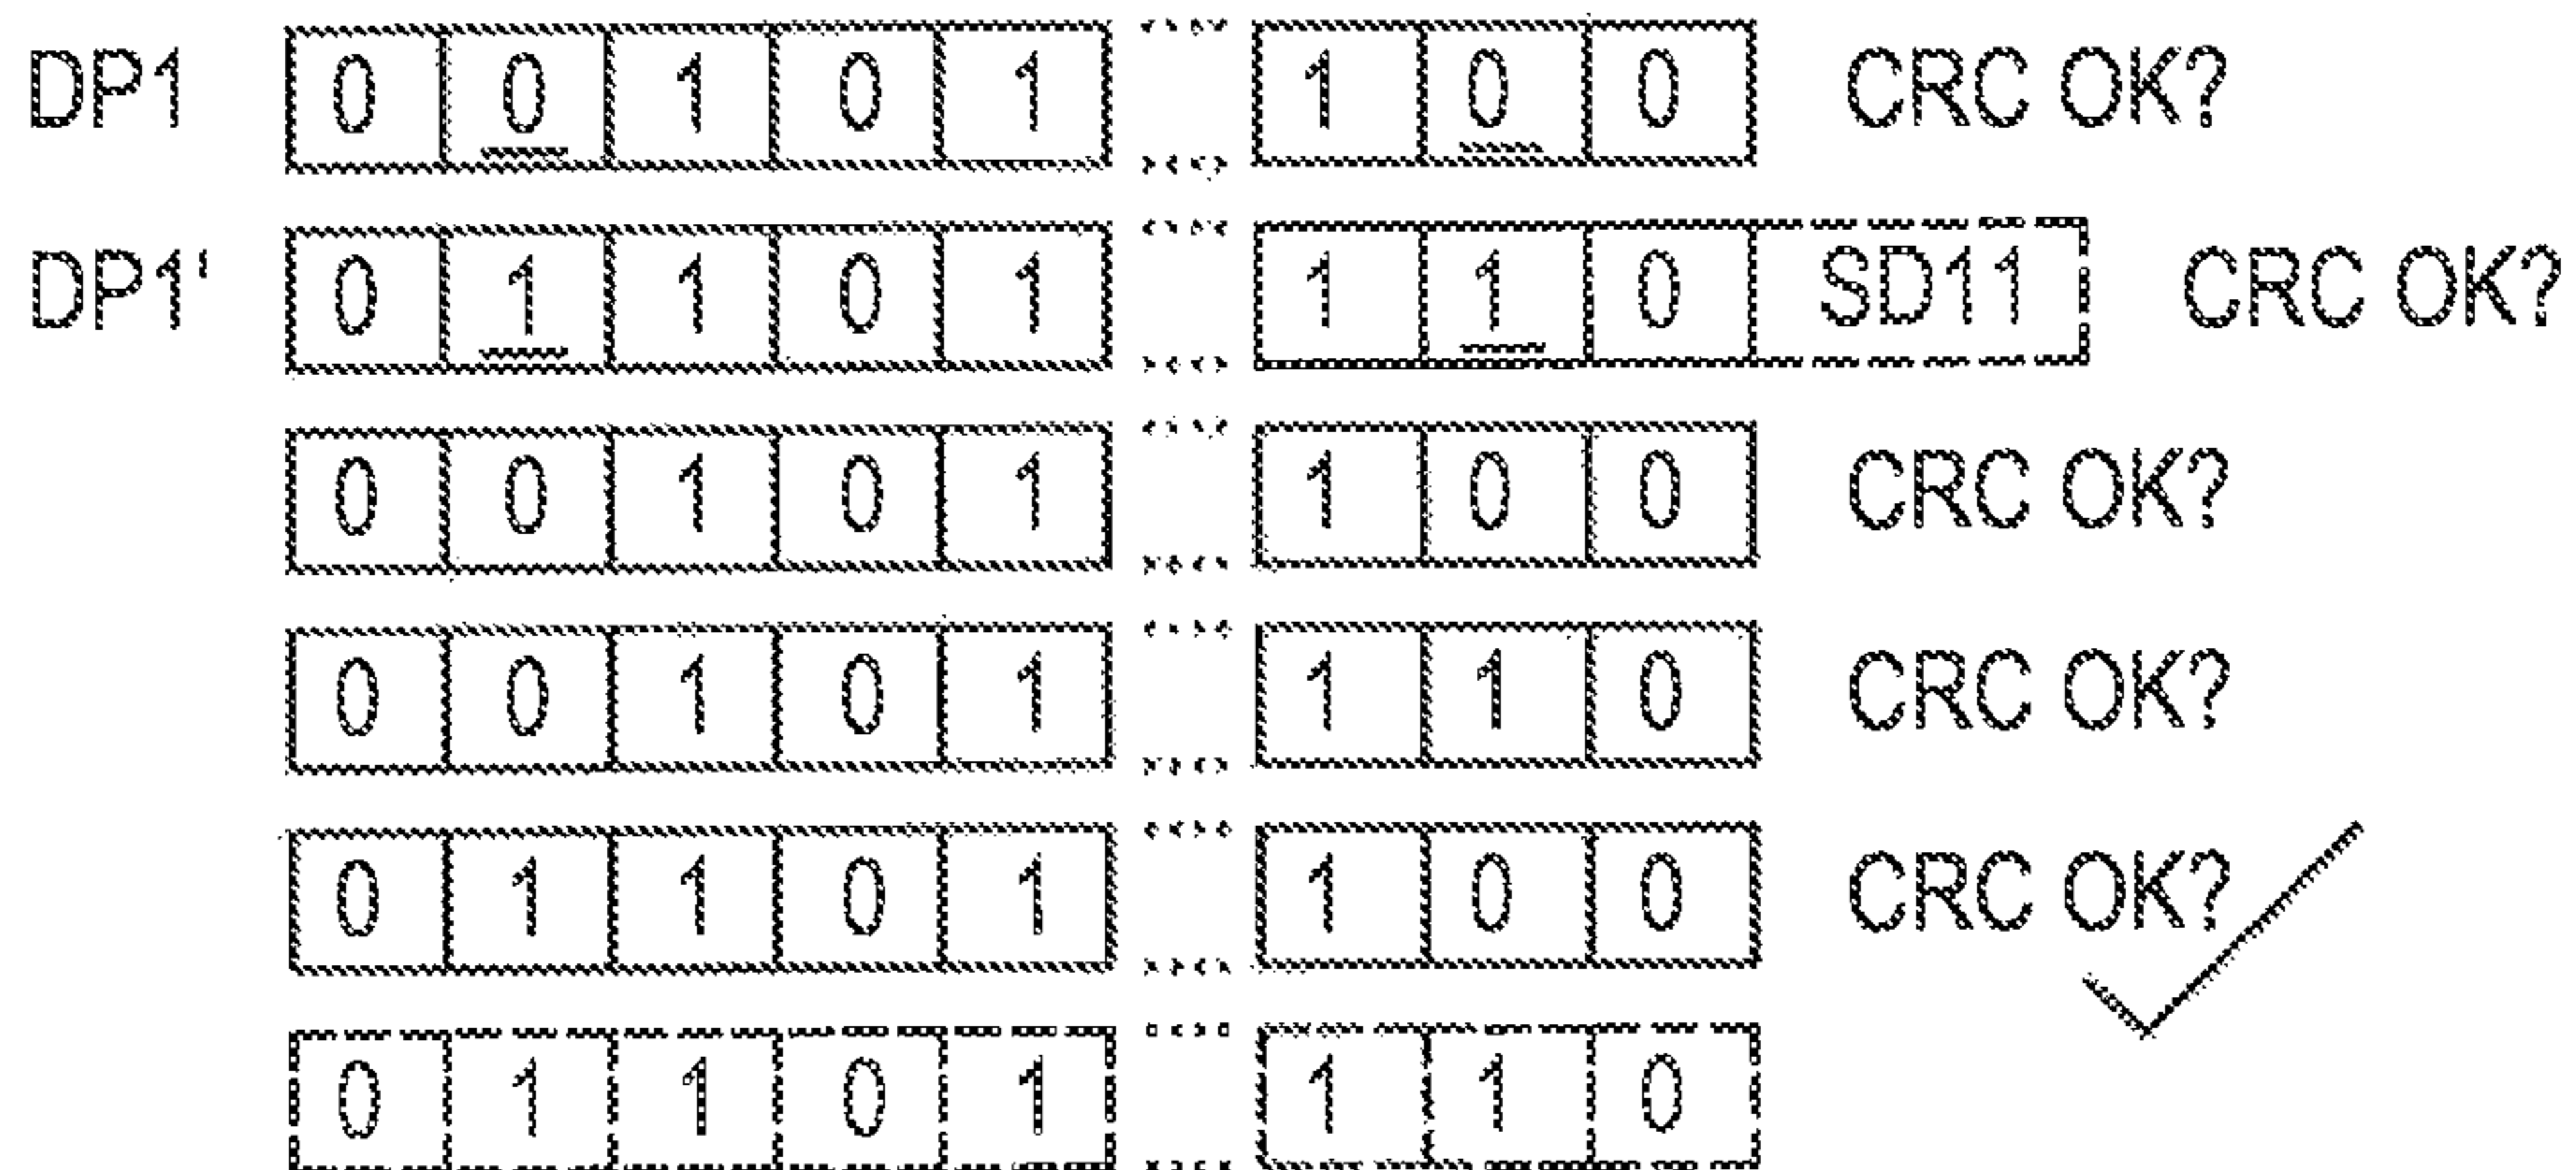 DP1 0 0 1 0 1 1 0 0 CRC OK?
DP1' 0 1 1 0 1 1 1 0 SD11 CRC OK?
0 0 1 0 1 1 0 0 CRC OK?
0 0 1 0 1 1 1 0 CRC OK?
0 1 1 0 1 1 0 0 CRC OK?
0 1 1 0 1 1 1 0